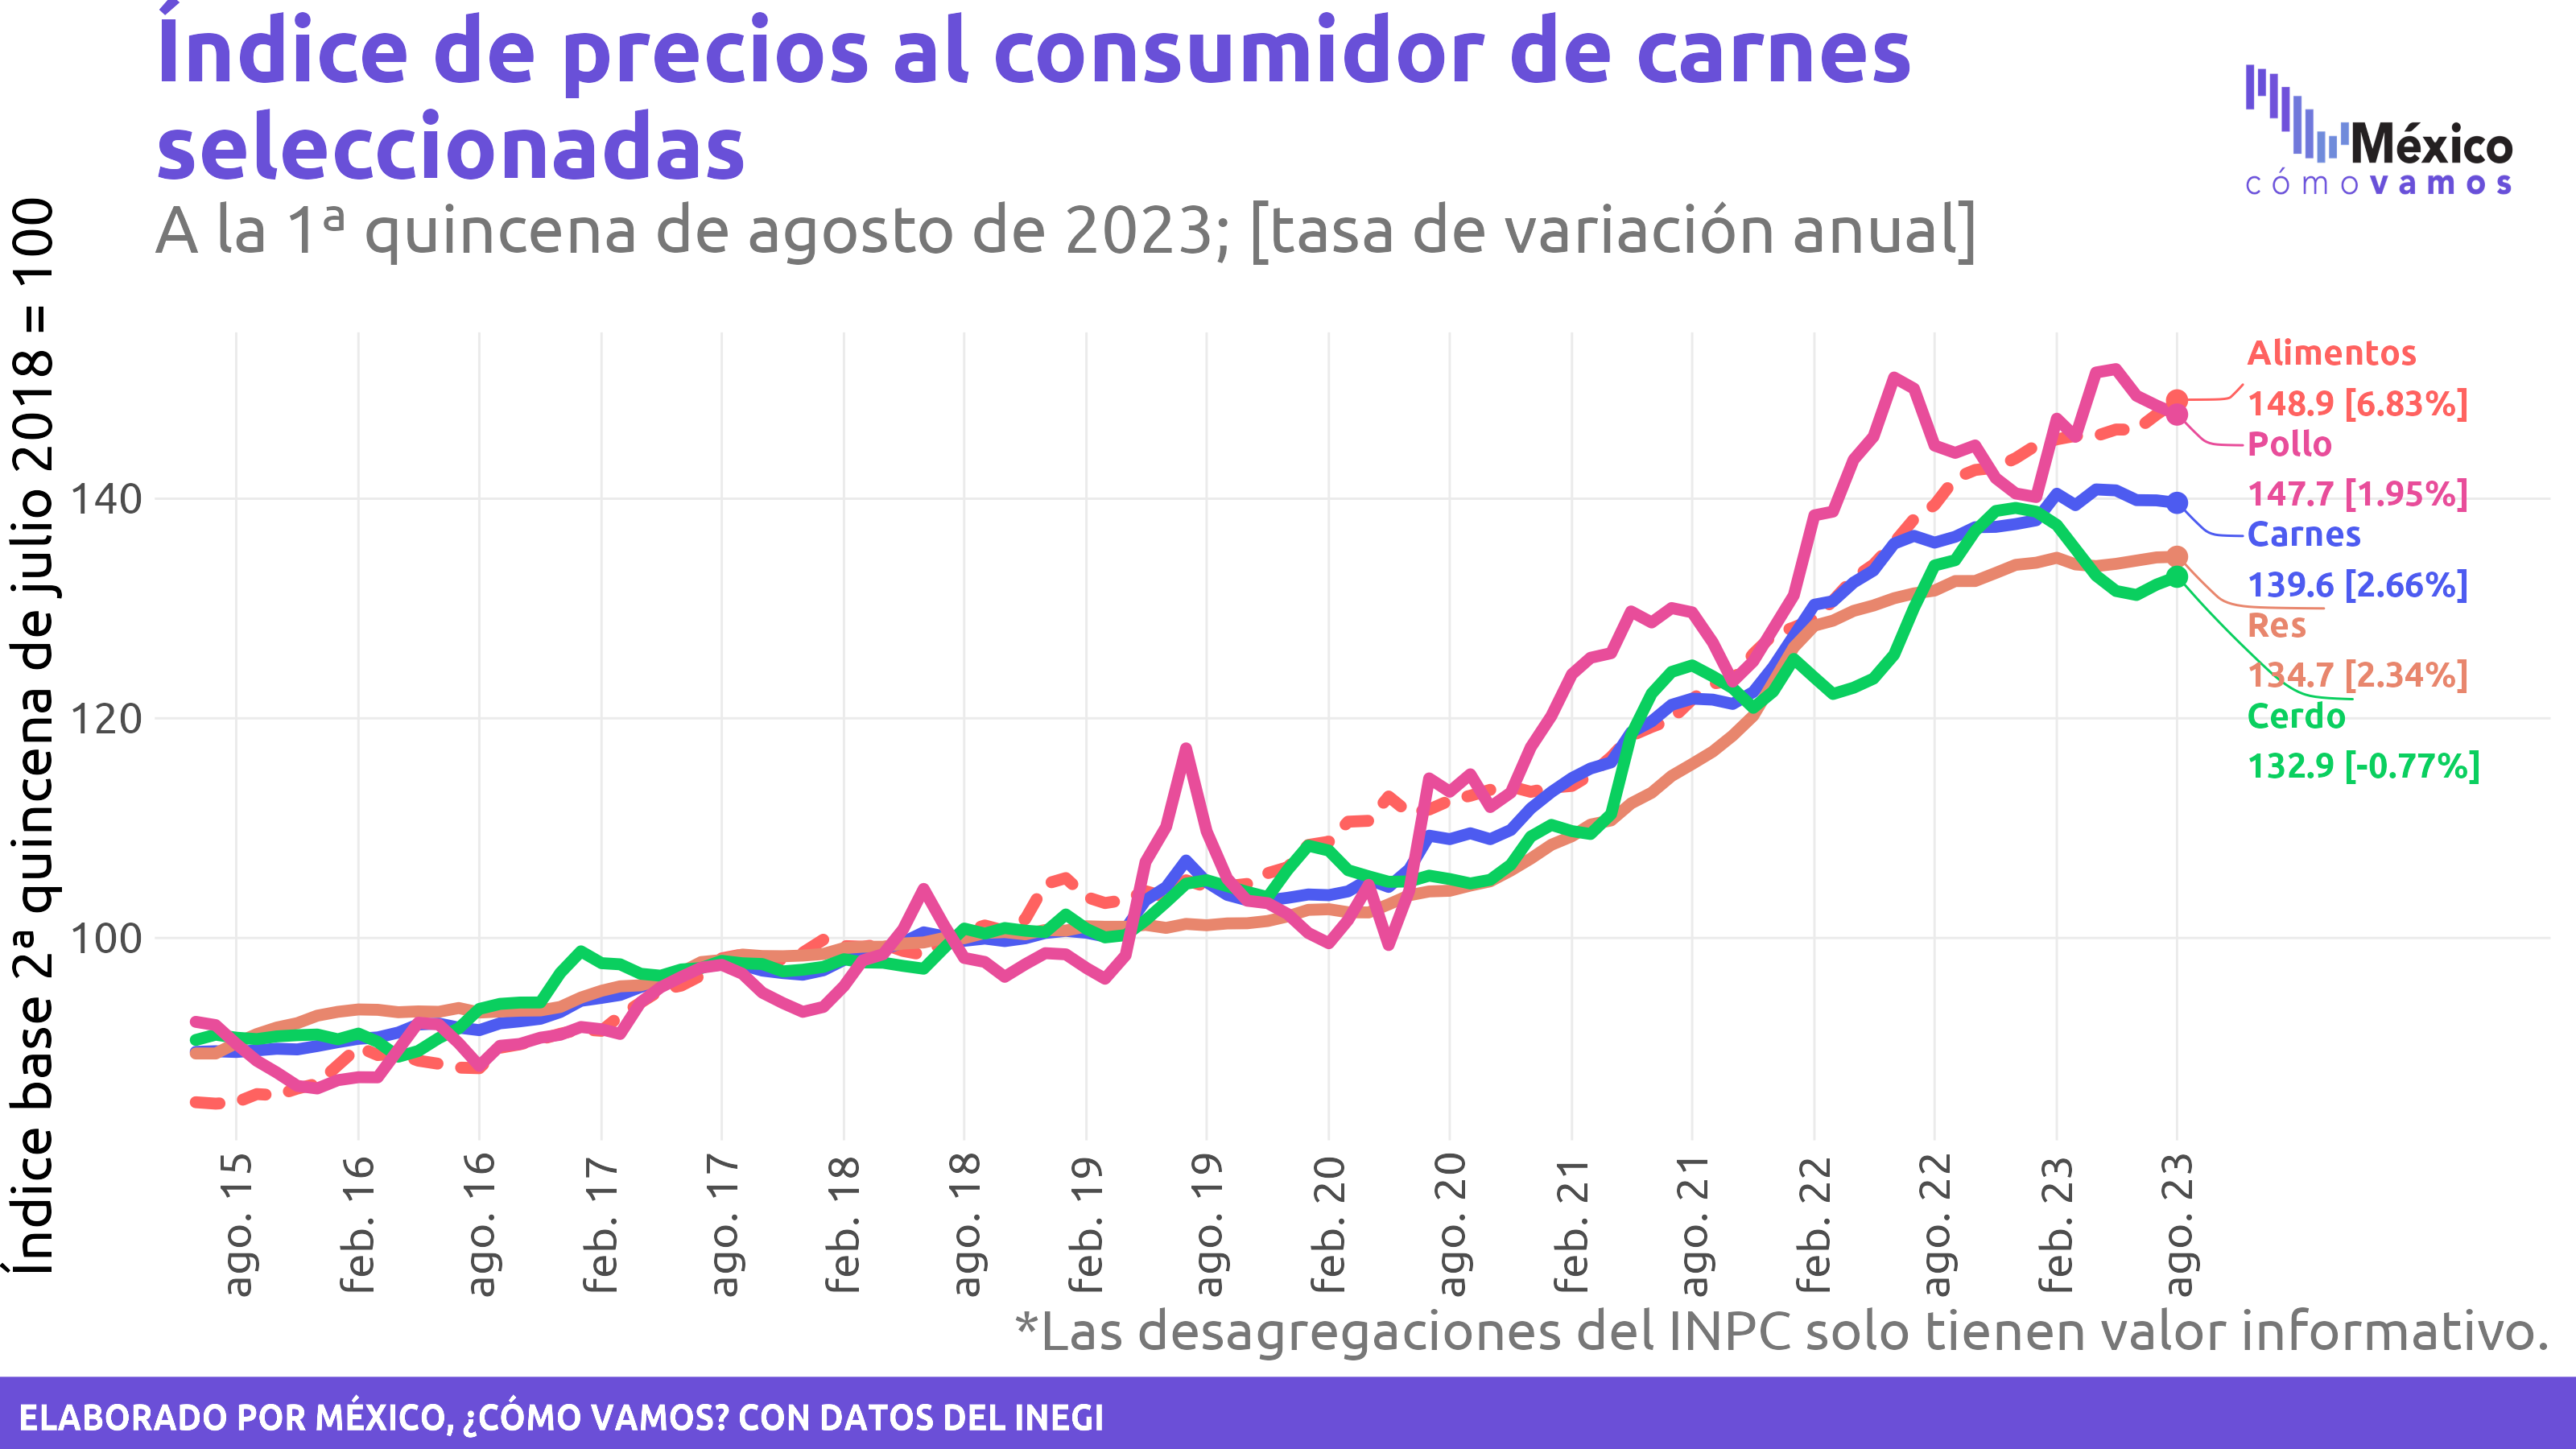 Índice de precios al consumidor de carnes
seleccionadas
A la 1ª quincena de agosto de 2023; [tasa de variación anual]
México
cómo vamos
Índice base 2ª quincena de julio 2018 = 100
140
120
100
Alimentos
148.9 [6.83%]
Pollo
147.7 [1.95%]
Carnes
139.6 [2.66%]
Res
134.7 [2.34%]
Cerdo
132.9 [-0.77%]
ago. 15
feb. 16
ago. 16
feb. 17
ago. 17
feb. 18
ago. 18
feb. 19
ago. 19
feb. 20
ago. 20
feb. 21
ago. 21
feb. 22
ago. 22
feb. 23
ago. 23
*Las desagregaciones del INPC solo tienen valor informativo.
ELABORADO POR MÉXICO, ¿CÓMO VAMOS? CON DATOS DEL INEGI